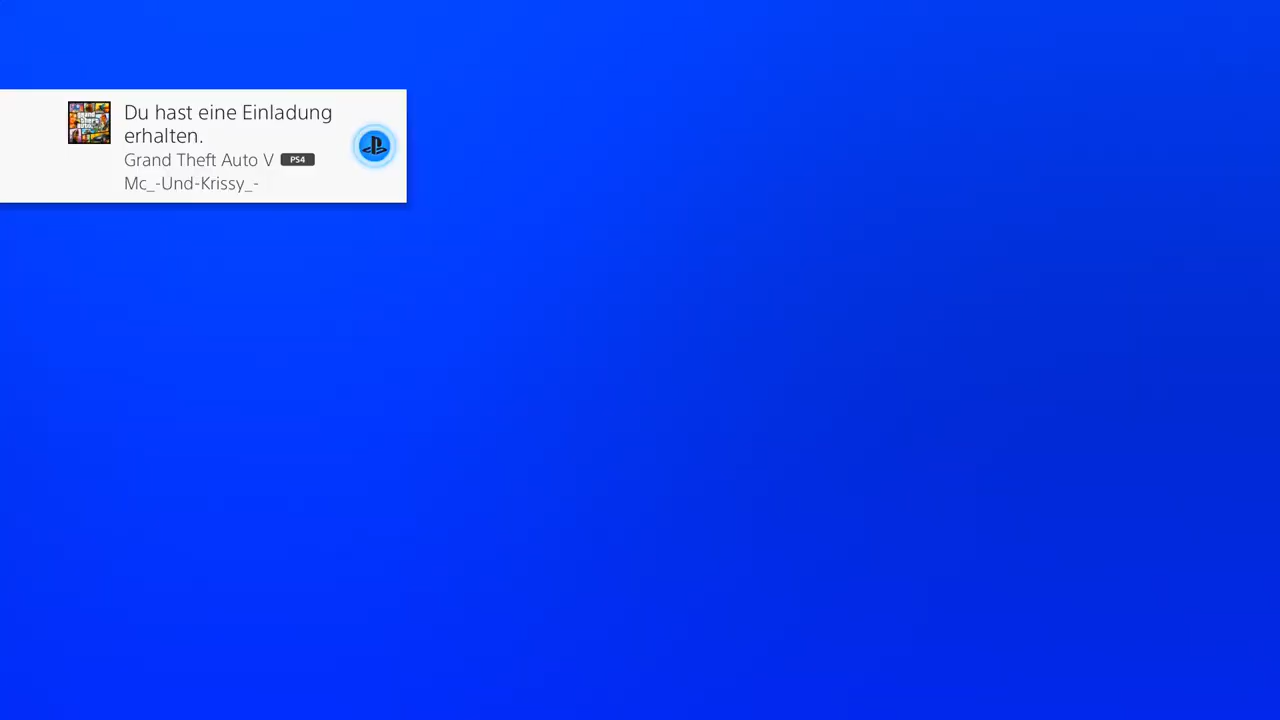 Du hast eine Einladung
erhalten.
Grand Theft Auto V PS4
Mc_-Und-Krissy_-